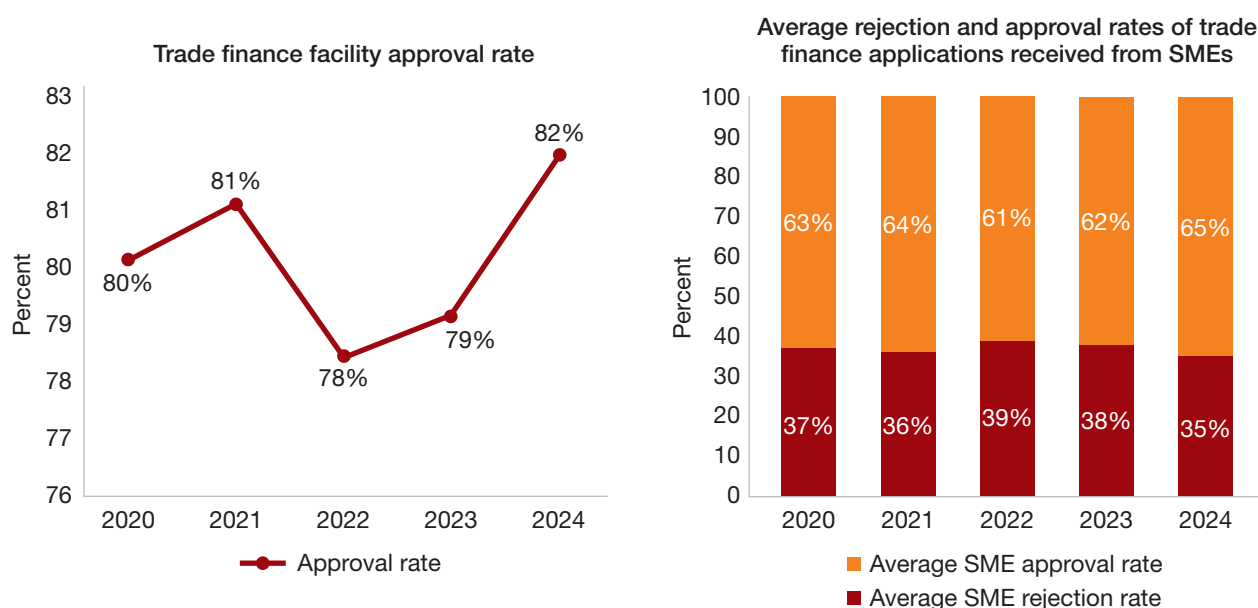 Trade finance facility approval rate
83
82
81
80
79
78
77
76
Percent
80%
81%
78%
79%
82%
2020 2021 2022 2023 2024
Approval rate
Average rejection and approval rates of trade
finance applications received from SMEs
100
90
80
70
60
50
40
30
20
10
0
Percent
63% 64% 61% 62% 65%
37% 36% 39% 38% 35%
2020 2021 2022 2023 2024
Average SME approval rate
Average SME rejection rate